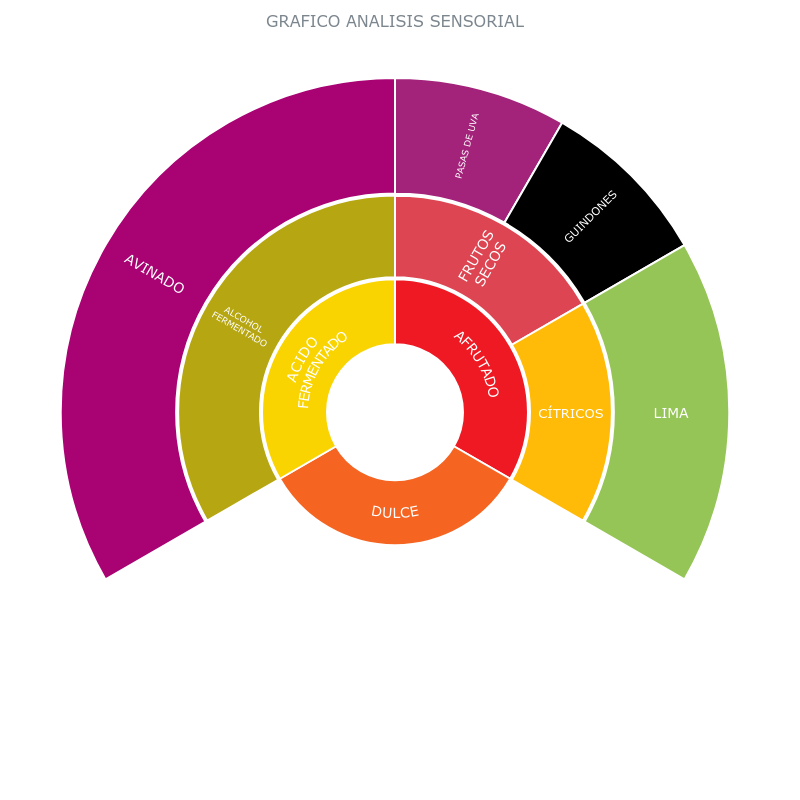 GRAFICO ANALISIS SENSORIAL
AVINADO
ALCOHOL
FERMENTADO
ACIDO
FERMENTADO
PASAS DE UVA
GUINDONES
FRUTOS
SECOS
AFRUTADO
CÍTRICOS
LIMA
DULCE